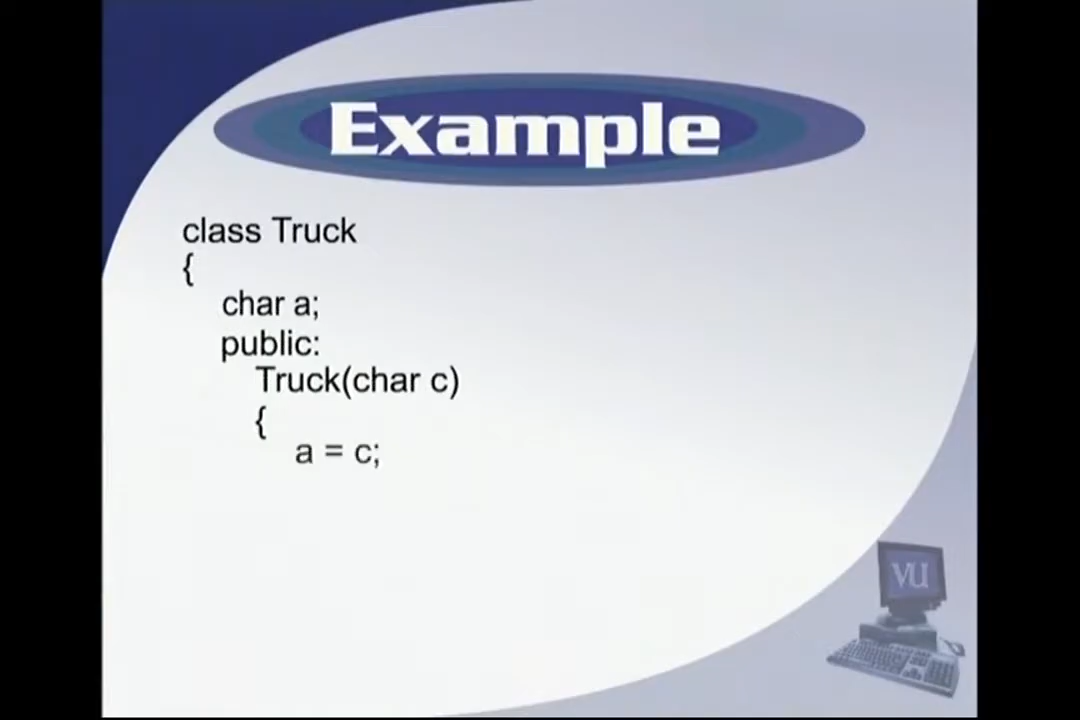 Example
class Truck
{
char a;
public:
Truck(char c)
{
a = c;
VU